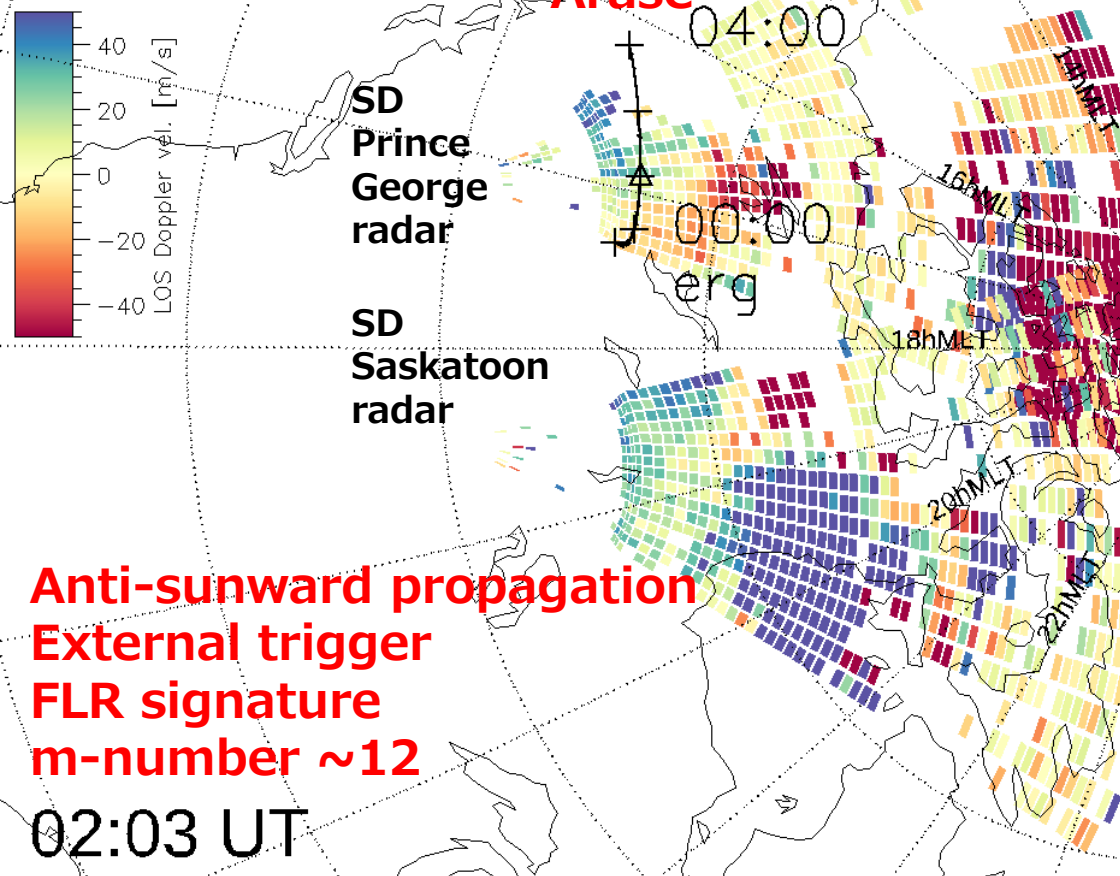 Arase
04:00
40
20
0
−20
−40
LOS Doppler vel. [m/s]
SD
Prince
George
radar
14hMLT
16hMLT
00:00
erg
SD
Saskatoon
radar
18hMLT
20hMLT
22hMLT
Anti-sunward propagation
External trigger
FLR signature
m-number ~12
02:03 UT